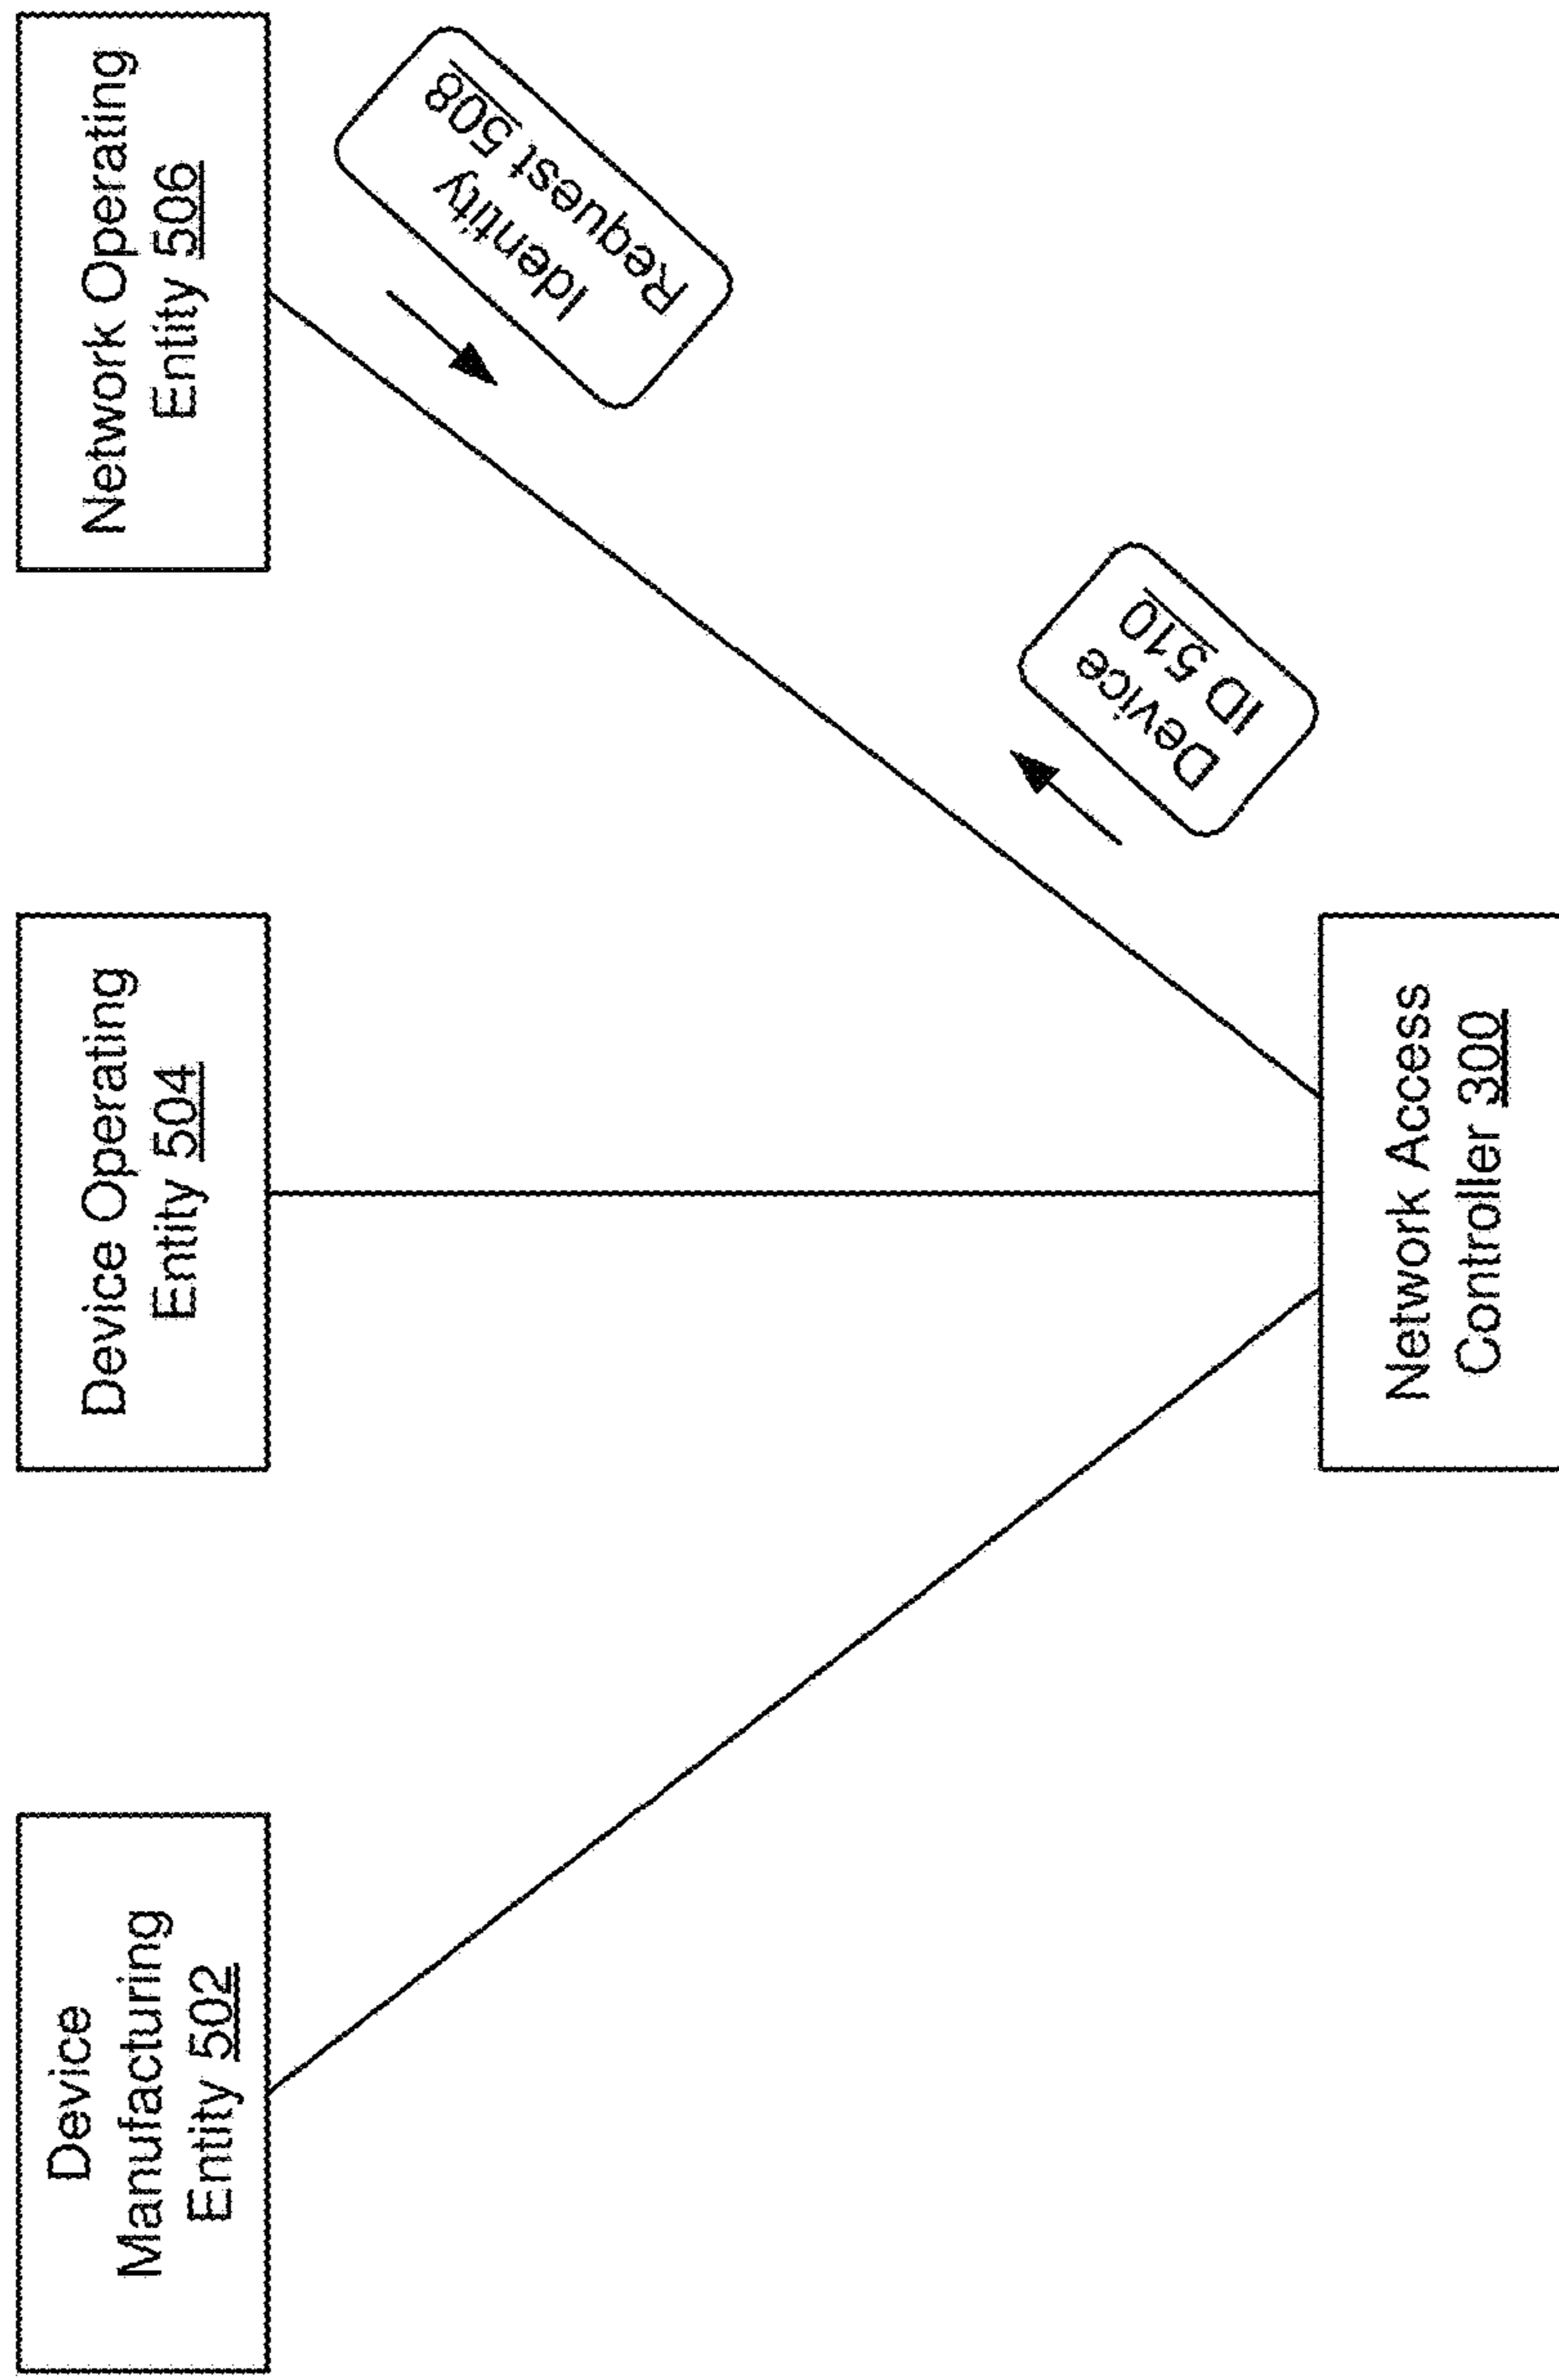 Device
Manufacturing
Entity 502
Device Operating
Entity 504
Network Operating
Entity 506
Identity
Request 508
Device
ID 510
Network Access
Controller 300